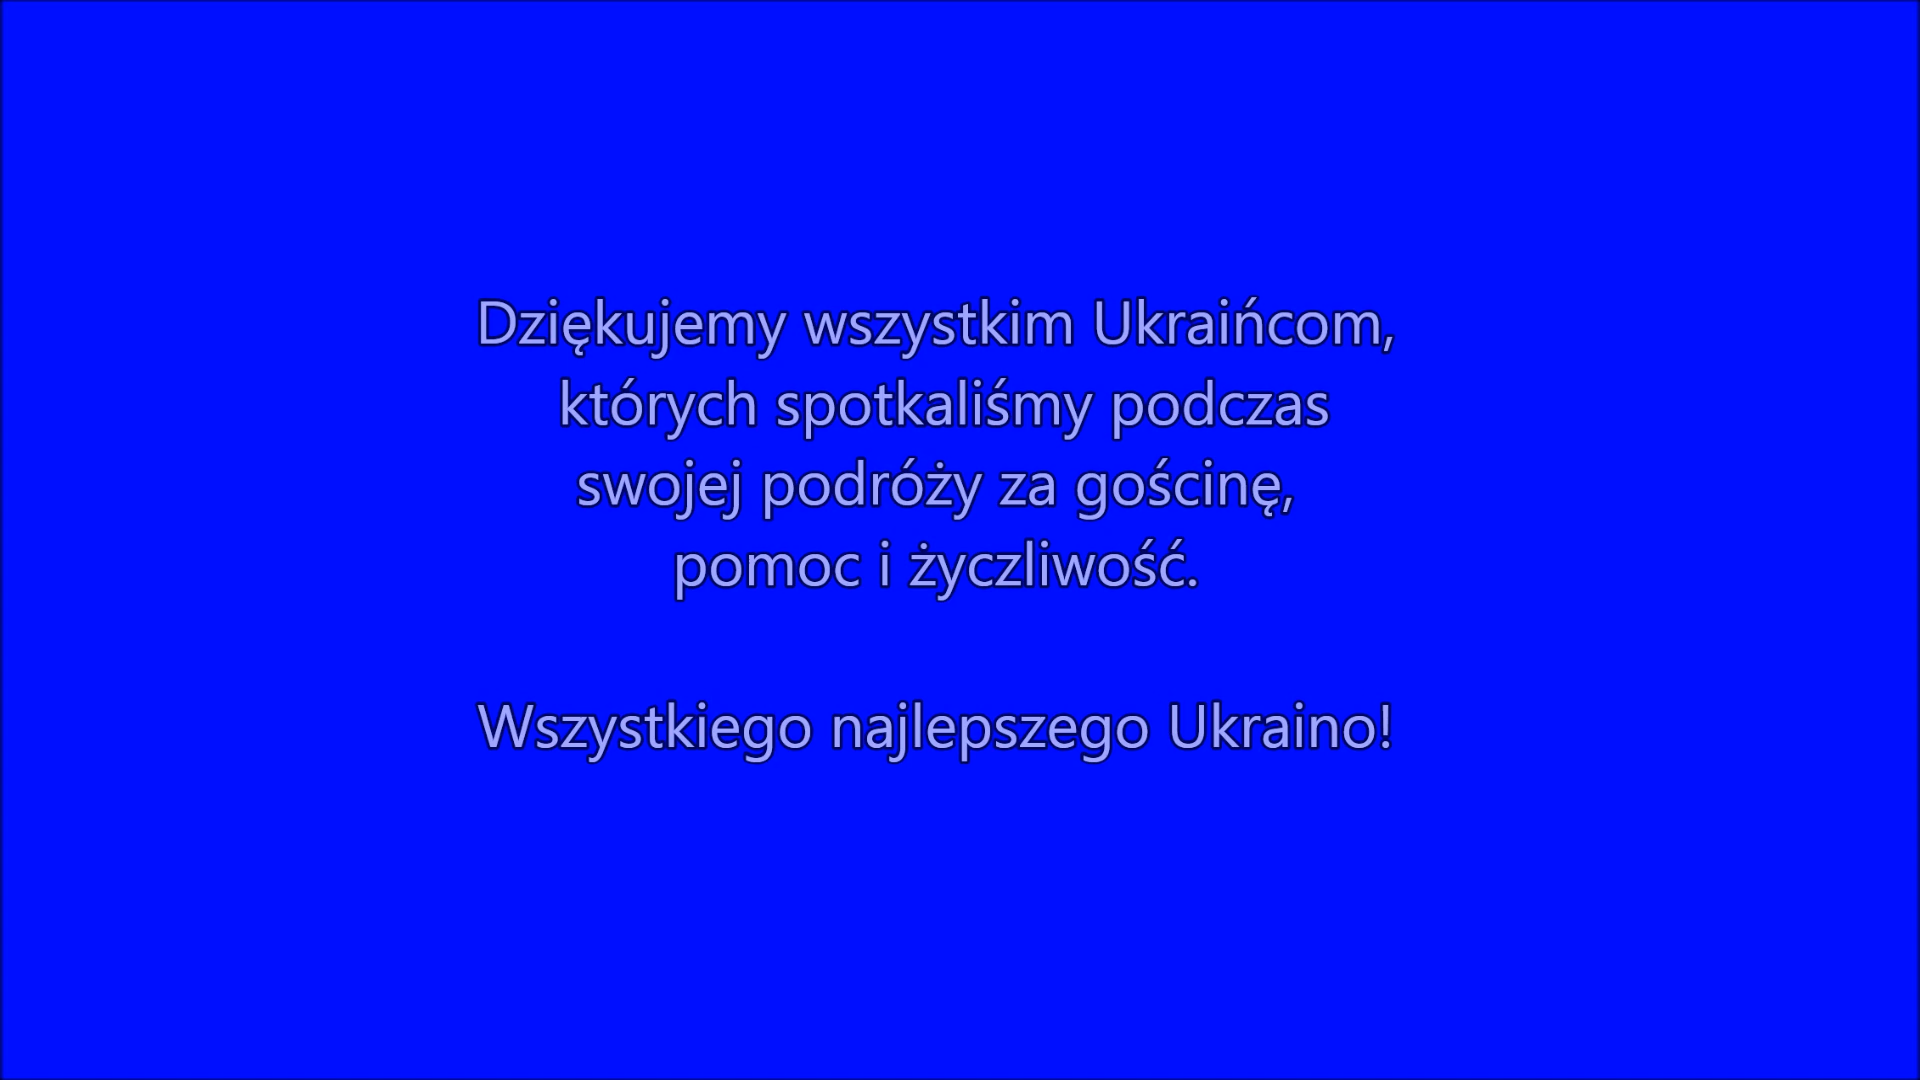 Dziękujemy wszystkim Ukraińcom,
których spotkaliśmy podczas
swojej podróży za gościnę,
pomoc i życzliwość.
Wszystkiego najlepszego Ukraino!